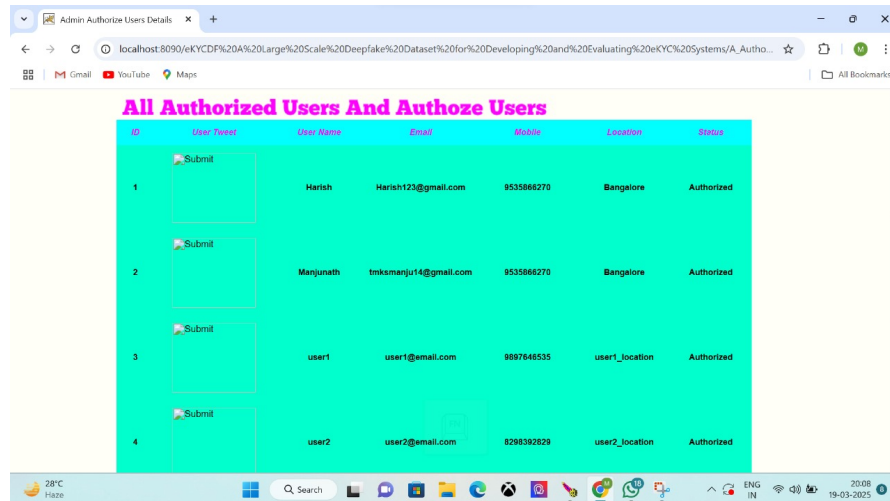 Admin Authorize Users Details
localhost:8090/eKYCDF%20A%20Large%20Scale%20Deepfake%20Dataset%20for%20Developing%20and%20Evaluating%20eKYC%20Systems/A_Autho...
M
Gmail YouTube Maps All Bookmarks
All Authorized Users And Authoze Users
ID User Tweet User Name Email Mobile Location Status
Submit
1 Harish Harish123@gmail.com 9535866270 Bangalore Authorized
Submit
2 Manjunath tmksmanju14@gmail.com 9535866270 Bangalore Authorized
Submit
3 user1 user1@email.com 9897646535 user1_location Authorized
Submit
4 user2 user2@email.com 8298392829 user2_location Authorized
28°C Search ENG 20:08
Haze IN 19-03-2025